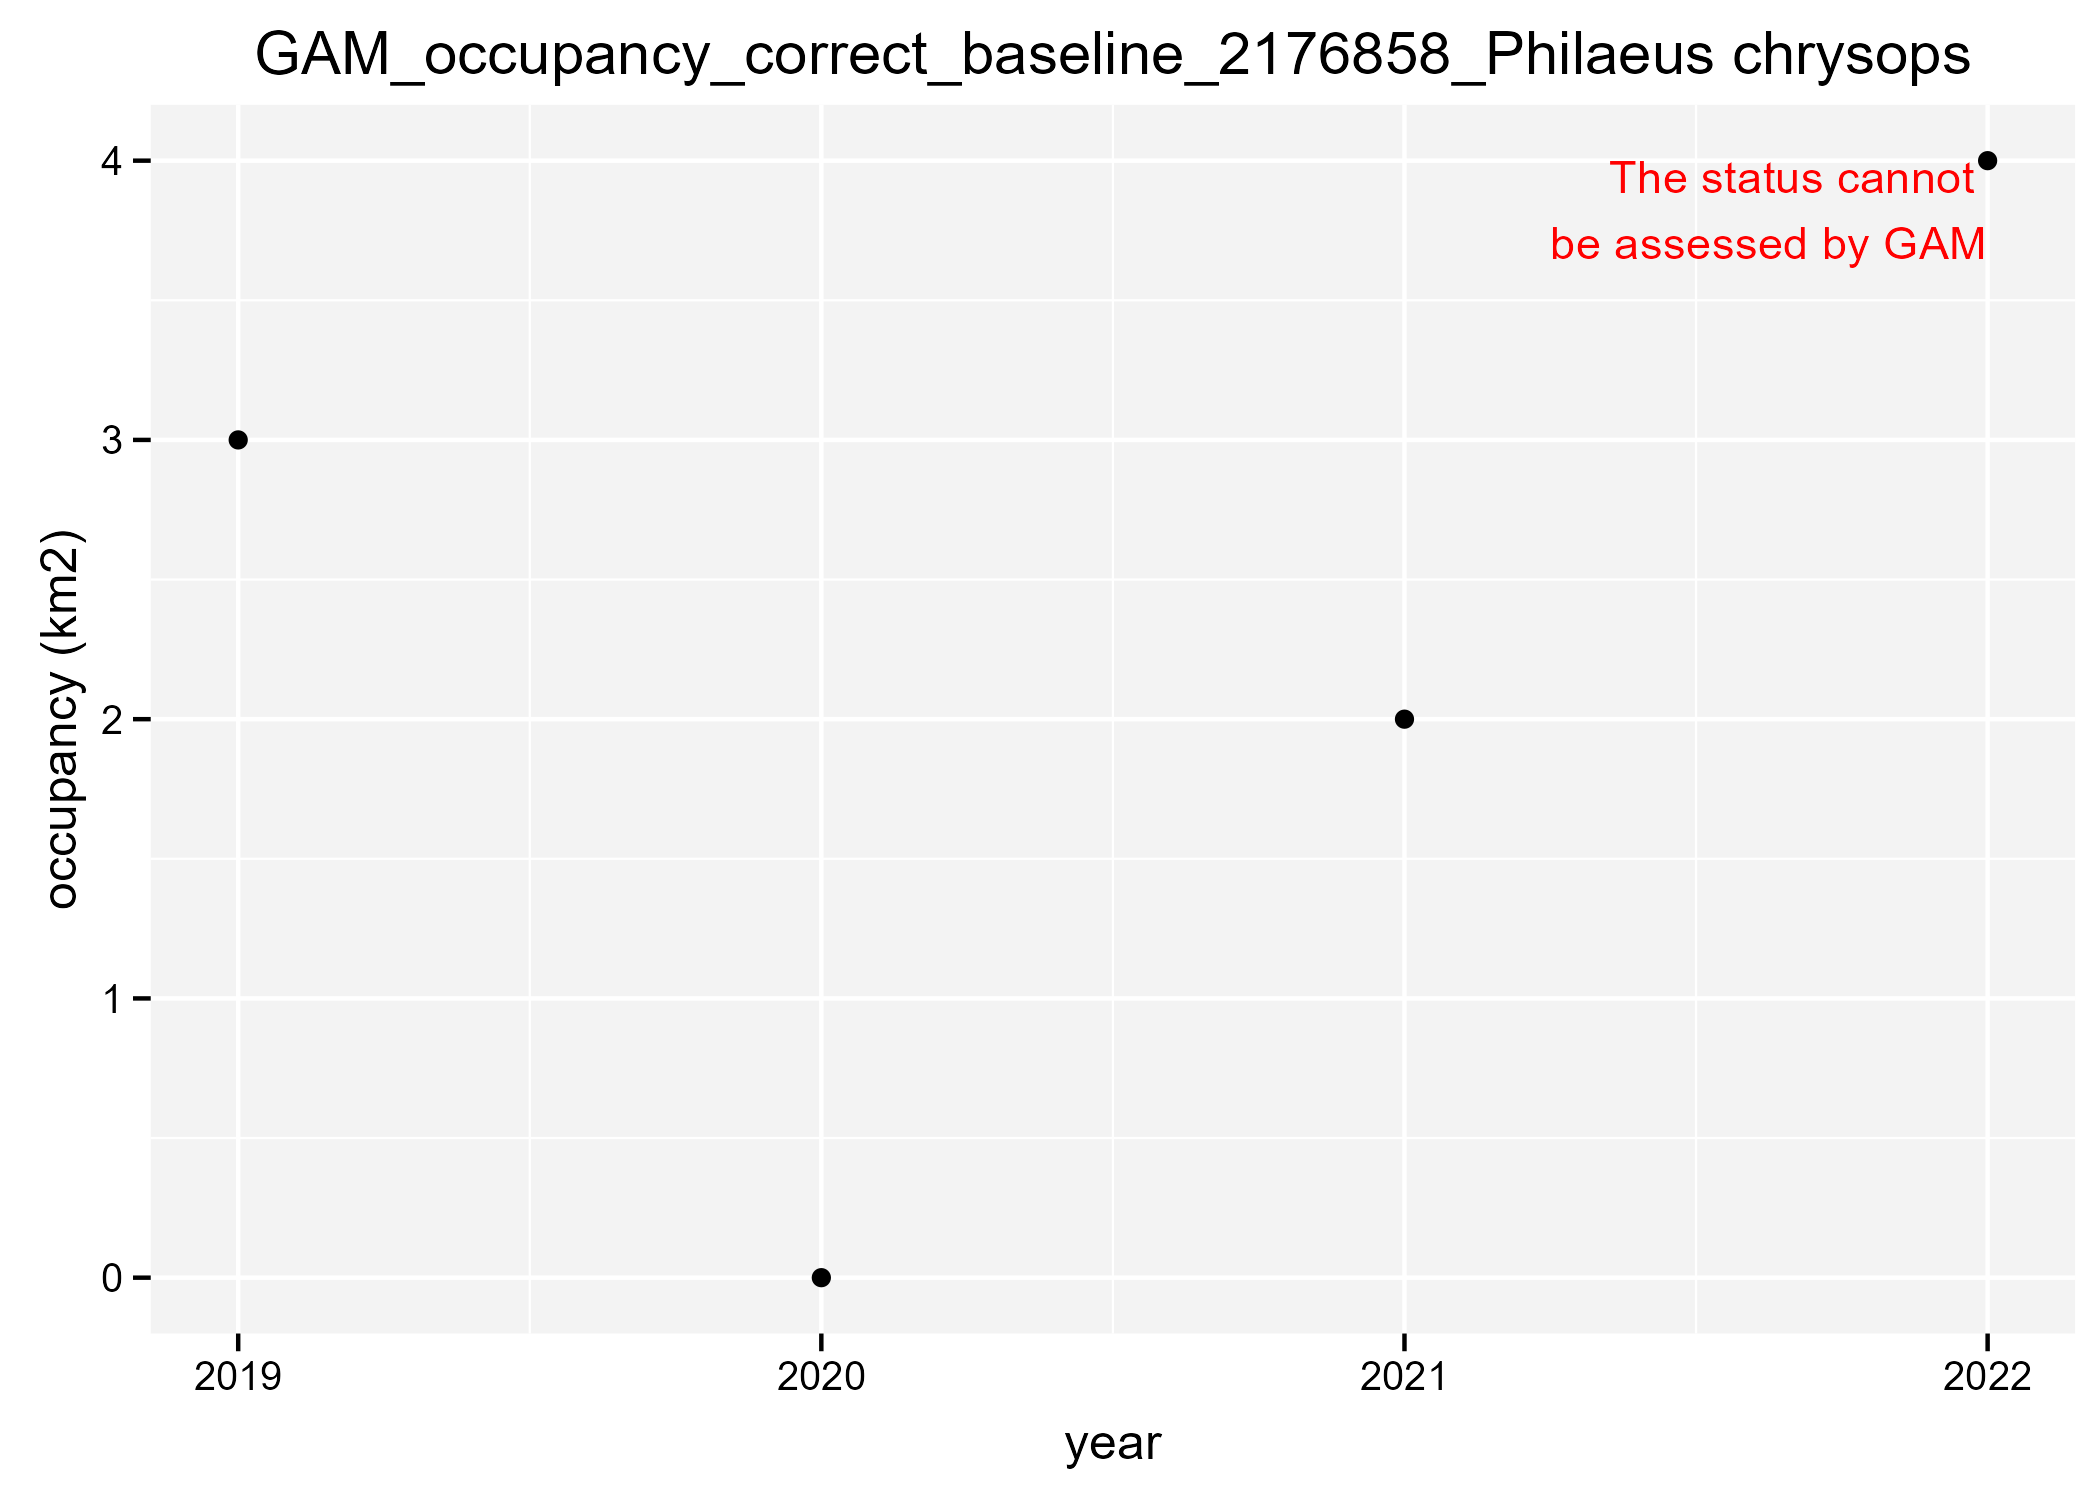 GAM_occupancy_correct_baseline_2176858_Philaeus chrysops
4
The status cannot
be assessed by GAM
3
2
1
0
occupancy (km2)
2019
2020
2021
2022
year